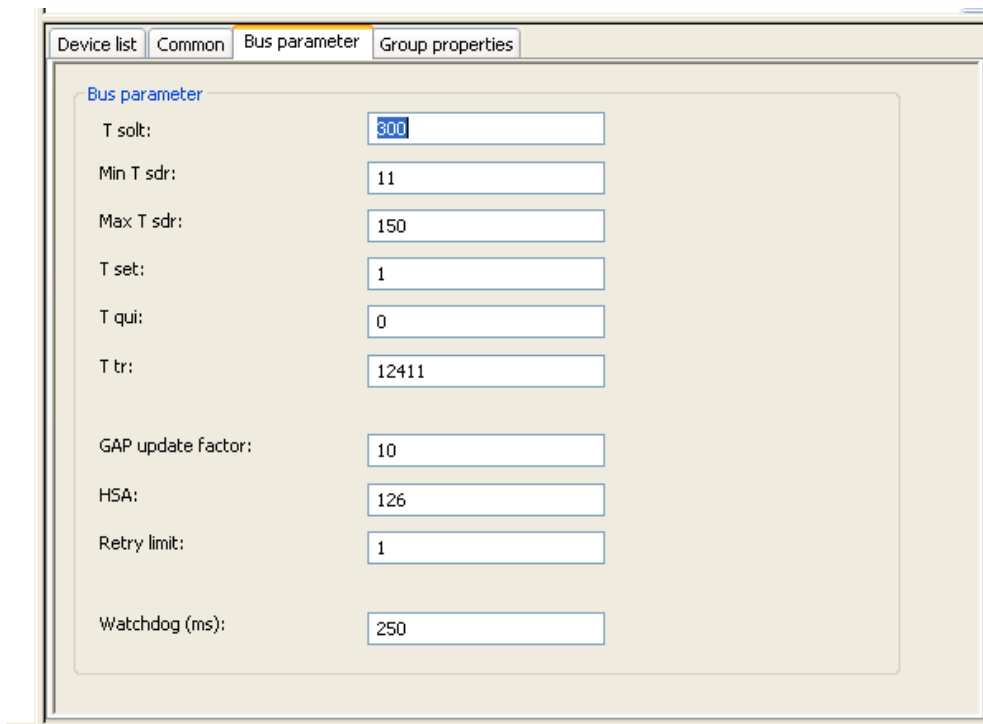 Device list Common Bus parameter Group properties
Bus parameter
T solt: 300
Min T sdr: 11
Max T sdr: 150
T set: 1
T qui: 0
T tr: 12411
GAP update factor: 10
HSA: 126
Retry limit: 1
Watchdog (ms): 250